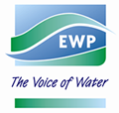 EWP
The Voice of Water